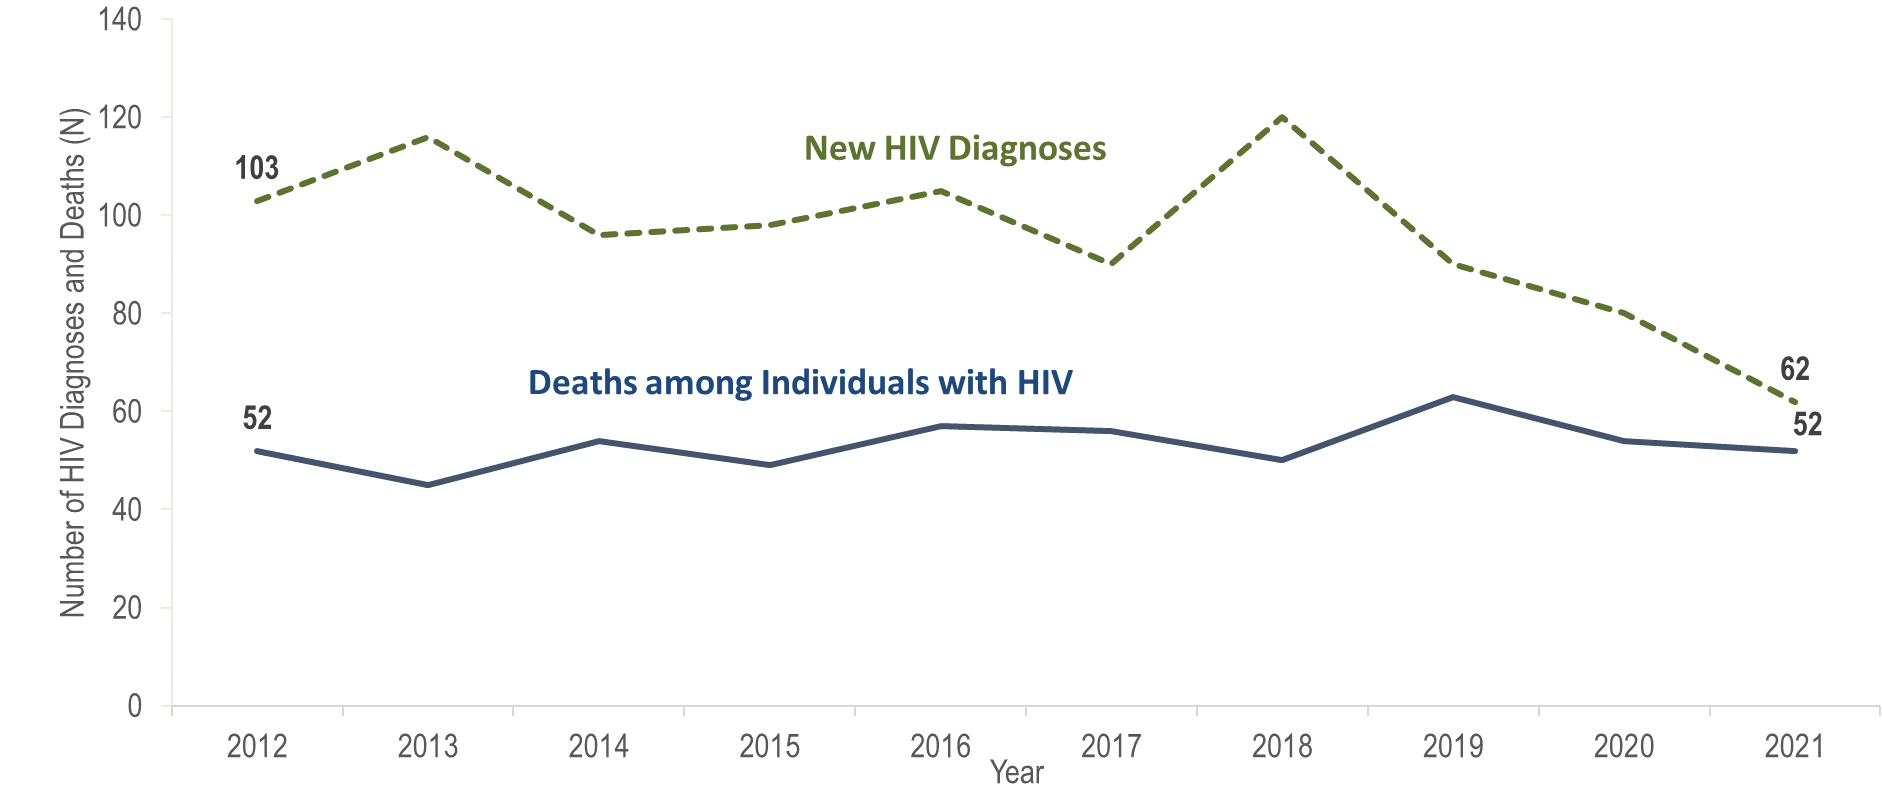 Number of HIV Diagnoses and Deaths (N)
140
120
100
80
60
40
20
0
New HIV Diagnoses
103
62
Deaths among Individuals with HIV
52
52
2012 2013 2014 2015 2016 2017 2018 2019 2020 2021
Year